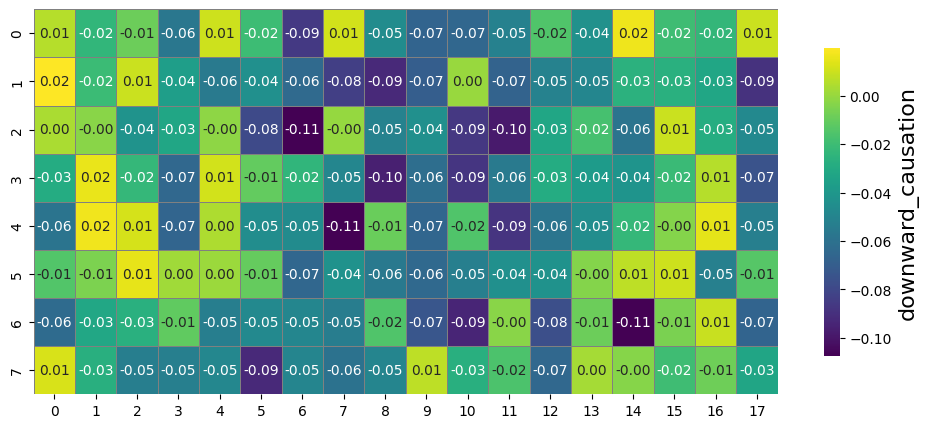 0 0.01 -0.02 -0.01 -0.06 0.01 -0.02 -0.09 0.01 -0.05 -0.07 -0.07 -0.05 -0.02 -0.04 0.02 -0.02 -0.02 0.01
1 0.02 -0.02 0.01 -0.04 -0.06 -0.04 -0.06 -0.08 -0.09 -0.07 0.00 -0.07 -0.05 -0.05 -0.03 -0.03 -0.03 -0.09
2 0.00 -0.00 -0.04 -0.03 -0.00 -0.08 -0.11 -0.00 -0.05 -0.04 -0.09 -0.10 -0.03 -0.02 -0.06 0.01 -0.03 -0.05
3 -0.03 0.02 -0.02 -0.07 0.01 -0.01 -0.02 -0.05 -0.10 -0.06 -0.09 -0.06 -0.03 -0.04 -0.04 -0.02 0.01 -0.07
4 -0.06 0.02 0.01 -0.07 0.00 -0.05 -0.05 -0.11 -0.01 -0.07 -0.02 -0.09 -0.06 -0.05 -0.02 -0.00 0.01 -0.05
5 -0.01 -0.01 0.01 0.00 0.00 -0.01 -0.07 -0.04 -0.06 -0.06 -0.05 -0.04 -0.04 -0.00 0.01 0.01 -0.05 -0.01
6 -0.06 -0.03 -0.03 -0.01 -0.05 -0.05 -0.05 -0.05 -0.02 -0.07 -0.09 -0.00 -0.08 -0.01 -0.11 -0.01 0.01 -0.07
7 0.01 -0.03 -0.05 -0.05 -0.05 -0.09 -0.05 -0.06 -0.05 0.01 -0.03 -0.02 -0.07 0.00 -0.00 -0.02 -0.01 -0.03
0 1 2 3 4 5 6 7 8 9 10 11 12 13 14 15 16 17
0.00
−0.02
−0.04
−0.06
−0.08
−0.10
downward_causation